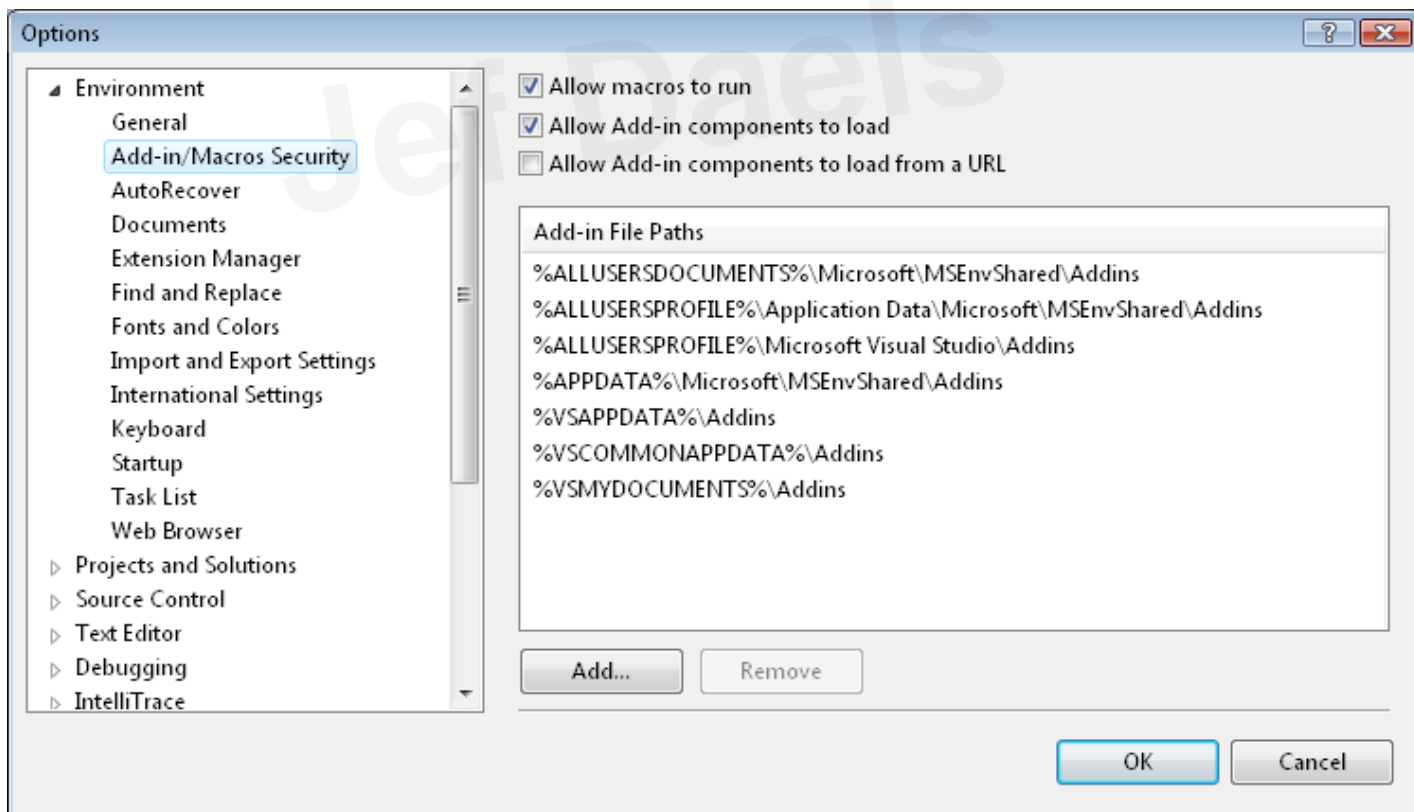 Options
Jef Daels
Environment
General
Add-in/Macros Security
AutoRecover
Documents
Extension Manager
Find and Replace
Fonts and Colors
Import and Export Settings
International Settings
Keyboard
Startup
Task List
Web Browser
Projects and Solutions
Source Control
Text Editor
Debugging
IntelliTrace
Allow macros to run
Allow Add-in components to load
Allow Add-in components to load from a URL
Add-in File Paths
%ALLUSERSDOCUMENTS%\Microsoft\MSEnvShared\Addins
%ALLUSERSPROFILE%\Application Data\Microsoft\MSEnvShared\Addins
%ALLUSERSPROFILE%\Microsoft Visual Studio\Addins
%APPDATA%\Microsoft\MSEnvShared\Addins
%VSAPPDATA%\Addins
%VSCOMMONAPPDATA%\Addins
%VSMYDOCUMENTS%\Addins
Add... Remove
OK Cancel